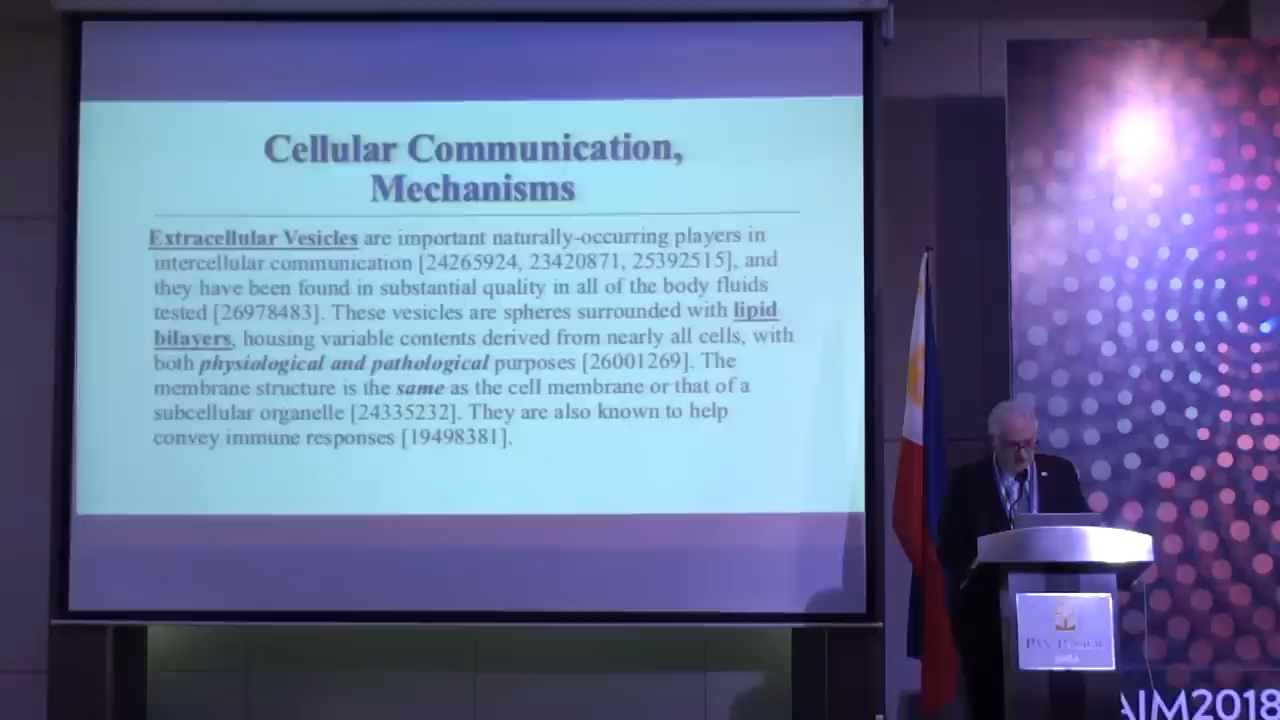 Cellular Communication,
Mechanisms
Extracellular Vesicles are important naturally-occurring players in
intercellular communication [24265924, 23420871, 25392515], and
they have been found in substantial quality in all of the body fluids
tested [26978483]. These vesicles are spheres surrounded with lipid
bilayers, housing variable contents derived from nearly all cells, with
both physiological and pathological purposes [26001269]. The
membrane structure is the same as the cell membrane or that of a
subcellular organelle [24335232]. They are also known to help
convey immune responses [19498381].
AIM2018